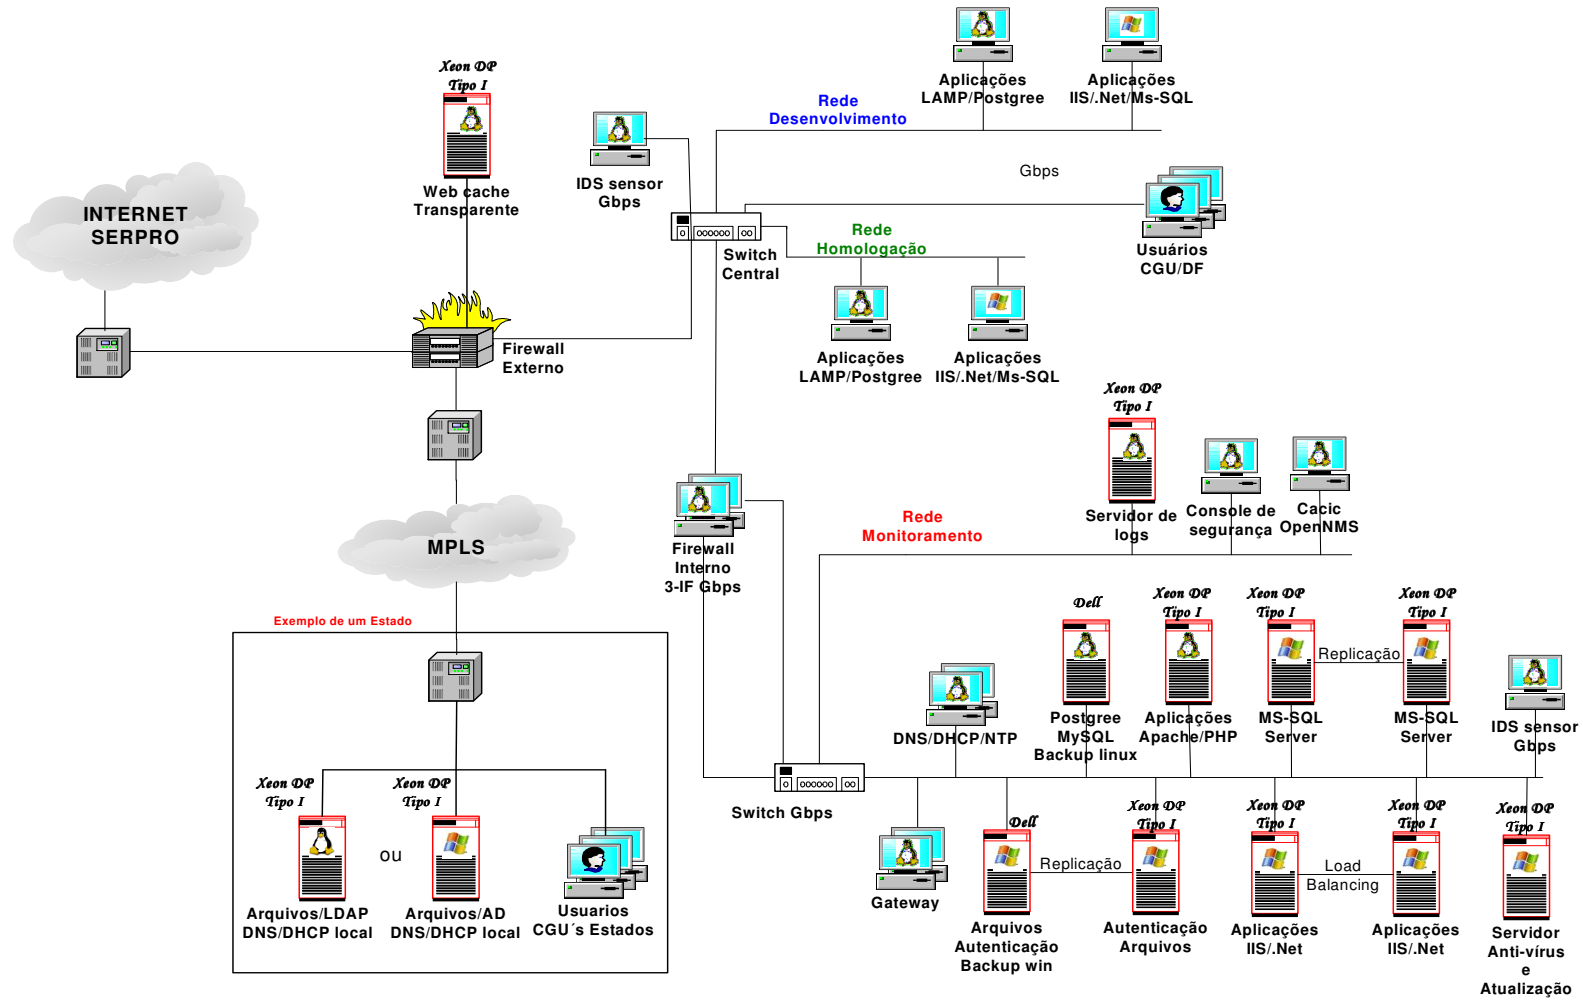 Xeon DP
Tipo I
Web cache
Transparente
INTERNET
SERPRO
IDS sensor
Gbps
Rede
Desenvolvimento
Aplicações
LAMP/Postgree
Aplicações
IIS/.Net/Ms-SQL
Gbps
Usuários
CGU/DF
Switch
Central
Rede
Homologação
Aplicações
LAMP/Postgree
Aplicações
IIS/.Net/Ms-SQL
Firewall
Externo
MPLS
Firewall
Interno
3-IF Gbps
Rede
Monitoramento
Xeon DP
Tipo I
Servidor de
logs
Console de
segurança
Cacic
OpenNMS
Exemplo de um Estado
Xeon DP
Tipo I
Arquivos/LDAP
DNS/DHCP local
ou
Xeon DP
Tipo I
Arquivos/AD
DNS/DHCP local
Usuarios
CGU´s Estados
DNS/DHCP/NTP
Dell
Postgree
MySQL
Backup linux
Xeon DP
Tipo I
Aplicações
Apache/PHP
Xeon DP
Tipo I
MS-SQL
Server
Replicação
Xeon DP
Tipo I
MS-SQL
Server
IDS sensor
Gbps
Switch Gbps
Gateway
Dell
Arquivos
Autenticação
Backup win
Replicação
Xeon DP
Tipo I
Autenticação
Arquivos
Xeon DP
Tipo I
Aplicações
IIS/.Net
Load
Balancing
Xeon DP
Tipo I
Aplicações
IIS/.Net
Xeon DP
Tipo I
Servidor
Anti-vírus
e
Atualização